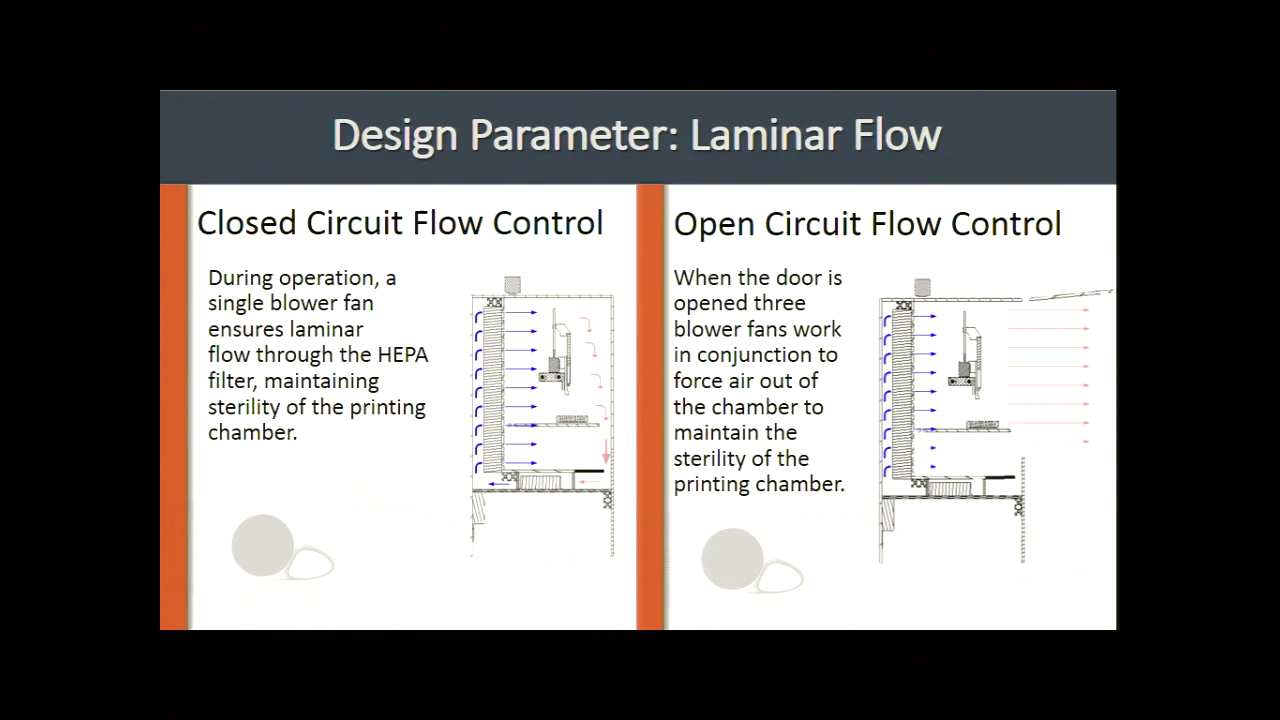 Design Parameter: Laminar Flow
Closed Circuit Flow Control
During operation, a
single blower fan
ensures laminar
flow through the HEPA
filter, maintaining
sterility of the printing
chamber.
Open Circuit Flow Control
When the door is
opened three
blower fans work
in conjunction to
force air out of
the chamber to
maintain the
sterility of the
printing chamber.